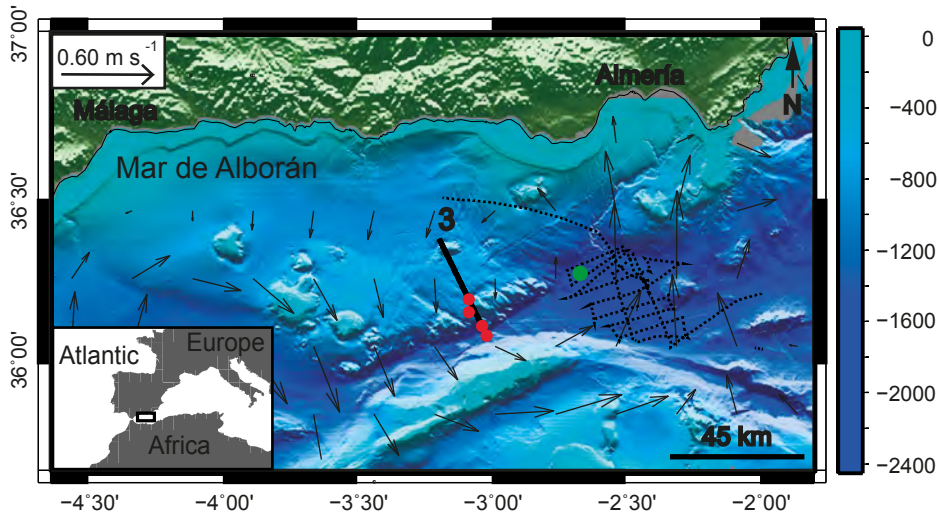 37°00'
36°30'
36°00'
0.60 m s⁻¹
Málaga
Almería
N
Mar de Alborán
3
45 km
Atlantic
Europe
Africa
−4°30'
−4°00'
−3°30'
−3°00'
−2°30'
−2°00'
0
−400
−800
−1200
−1600
−2000
−2400